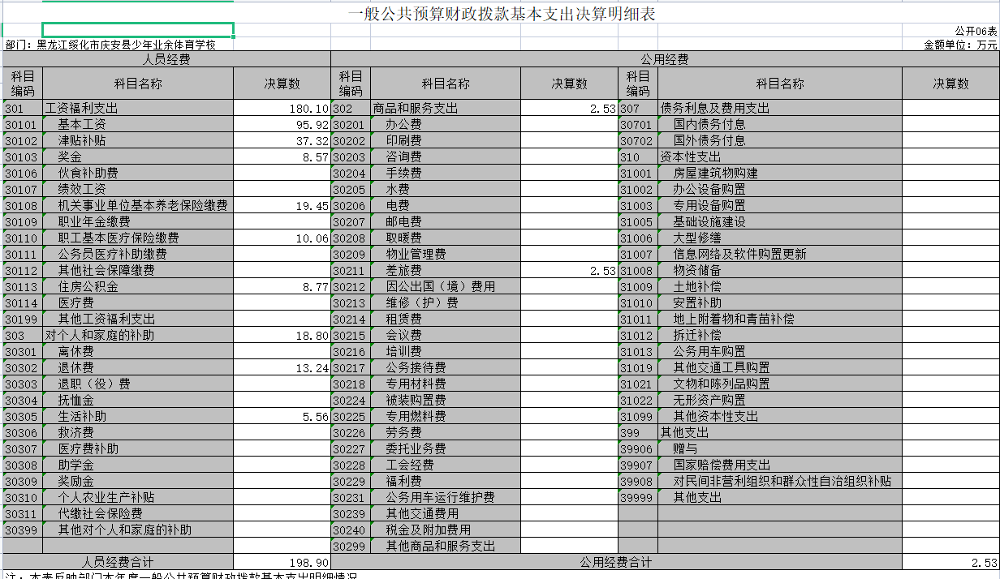 一般公共预算财政拨款基本支出决算明细表
公开06表
部门：黑龙江绥化市庆安县少年业余体育学校 金额单位：万元
人员经费 公用经费
科目编码 科目名称 决算数 科目编码 科目名称 决算数 科目编码 科目名称 决算数
301 工资福利支出 180.10 302 商品和服务支出 2.53 307 债务利息及费用支出
30101 基本工资 95.92 30201 办公费 30701 国内债务付息
30102 津贴补贴 37.32 30202 印刷费 30702 国外债务付息
30103 奖金 8.57 30203 咨询费 310 资本性支出
30106 伙食补助费 30204 手续费 31001 房屋建筑物购建
30107 绩效工资 30205 水费 31002 办公设备购置
30108 机关事业单位基本养老保险缴费 19.45 30206 电费 31003 专用设备购置
30109 职业年金缴费 30207 邮电费 31005 基础设施建设
30110 职工基本医疗保险缴费 10.06 30208 取暖费 31006 大型修缮
30111 公务员医疗补助缴费 30209 物业管理费 31007 信息网络及软件购置更新
30112 其他社会保障缴费 30211 差旅费 2.53 31008 物资储备
30113 住房公积金 8.77 30212 因公出国（境）费用 31009 土地补偿
30114 医疗费 30213 维修（护）费 31010 安置补助
30199 其他工资福利支出 30214 租赁费 31011 地上附着物和青苗补偿
303 对个人和家庭的补助 18.80 30215 会议费 31012 拆迁补偿
30301 离休费 30216 培训费 31013 公务用车购置
30302 退休费 13.24 30217 公务接待费 31019 其他交通工具购置
30303 退职（役）费 30218 专用材料费 31021 文物和陈列品购置
30304 抚恤金 30224 被装购置费 31022 无形资产购置
30305 生活补助 5.56 30225 专用燃料费 31099 其他资本性支出
30306 救济费 30226 劳务费 399 其他支出
30307 医疗费补助 30227 委托业务费 39906 赠与
30308 助学金 30228 工会经费 39907 国家赔偿费用支出
30309 奖励金 30229 福利费 39908 对民间非营利组织和群众性自治组织补贴
30310 个人农业生产补贴 30231 公务用车运行维护费 39999 其他支出
30311 代缴社会保险费 30239 其他交通费用
30399 其他对个人和家庭的补助 30240 税金及附加费用
30299 其他商品和服务支出
人员经费合计 198.90 公用经费合计 2.53
注：本表反映部门本年度一般公共预算财政拨款基本支出明细情况